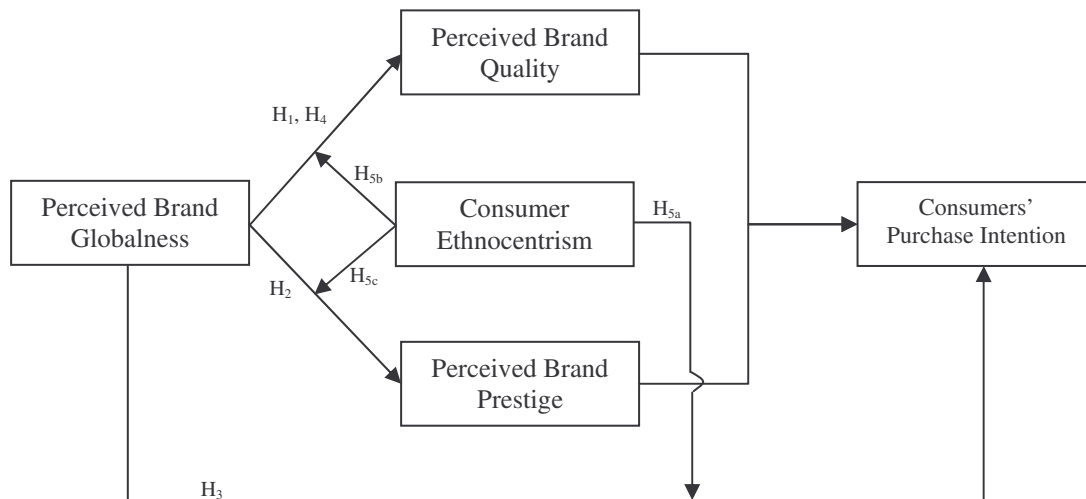 Perceived Brand
Quality
H₁, H₄
H₅b
Perceived Brand
Globalness
Consumer
Ethnocentrism
H₅a
Consumers’
Purchase Intention
H₅c
H₂
Perceived Brand
Prestige
H₃